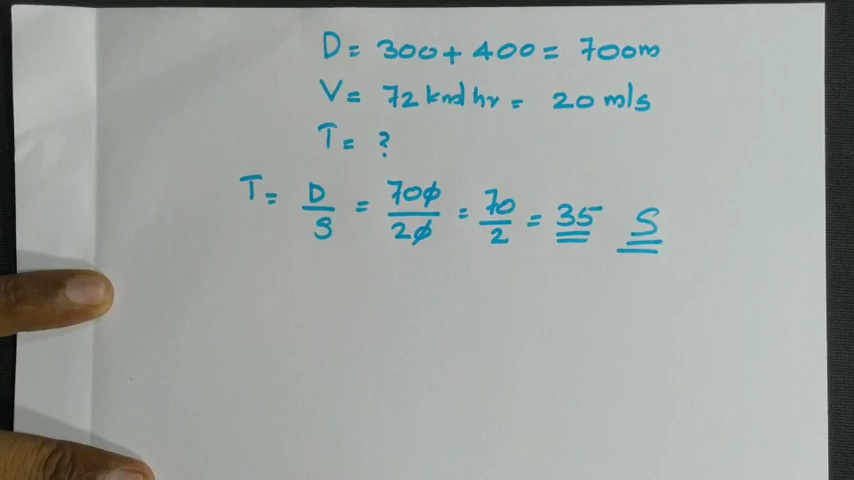 D = 300 + 400 = 700m
V = 72 km/hr = 20 m/s
T = ?
T = D/S = 700/20 = 70/2 = 35 S